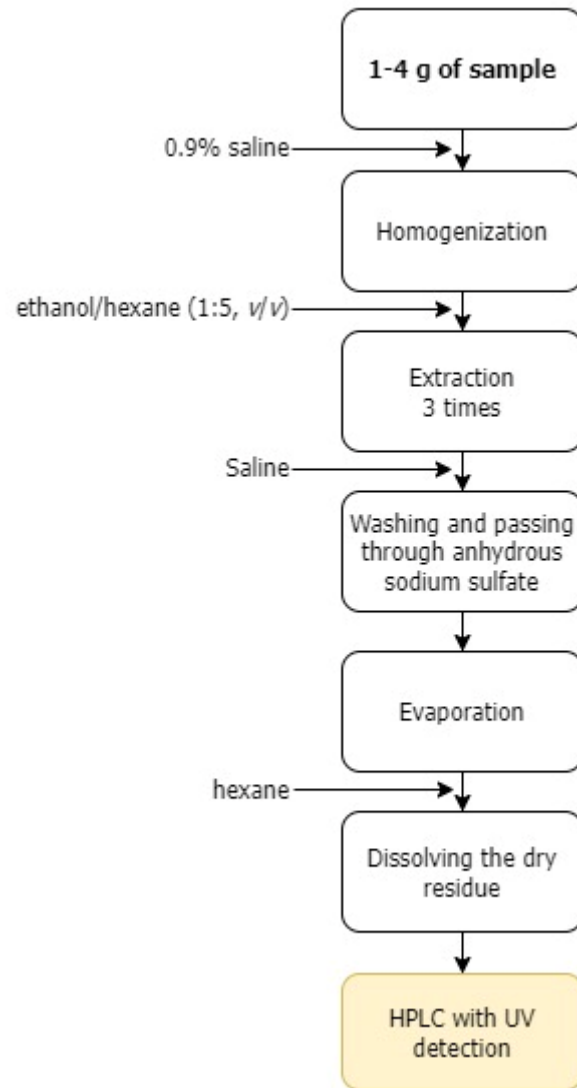 1-4 g of sample
0.9% saline
Homogenization
ethanol/hexane (1:5, v/v)
Extraction
3 times
Saline
Washing and passing
through anhydrous
sodium sulfate
Evaporation
hexane
Dissolving the dry
residue
HPLC with UV
detection